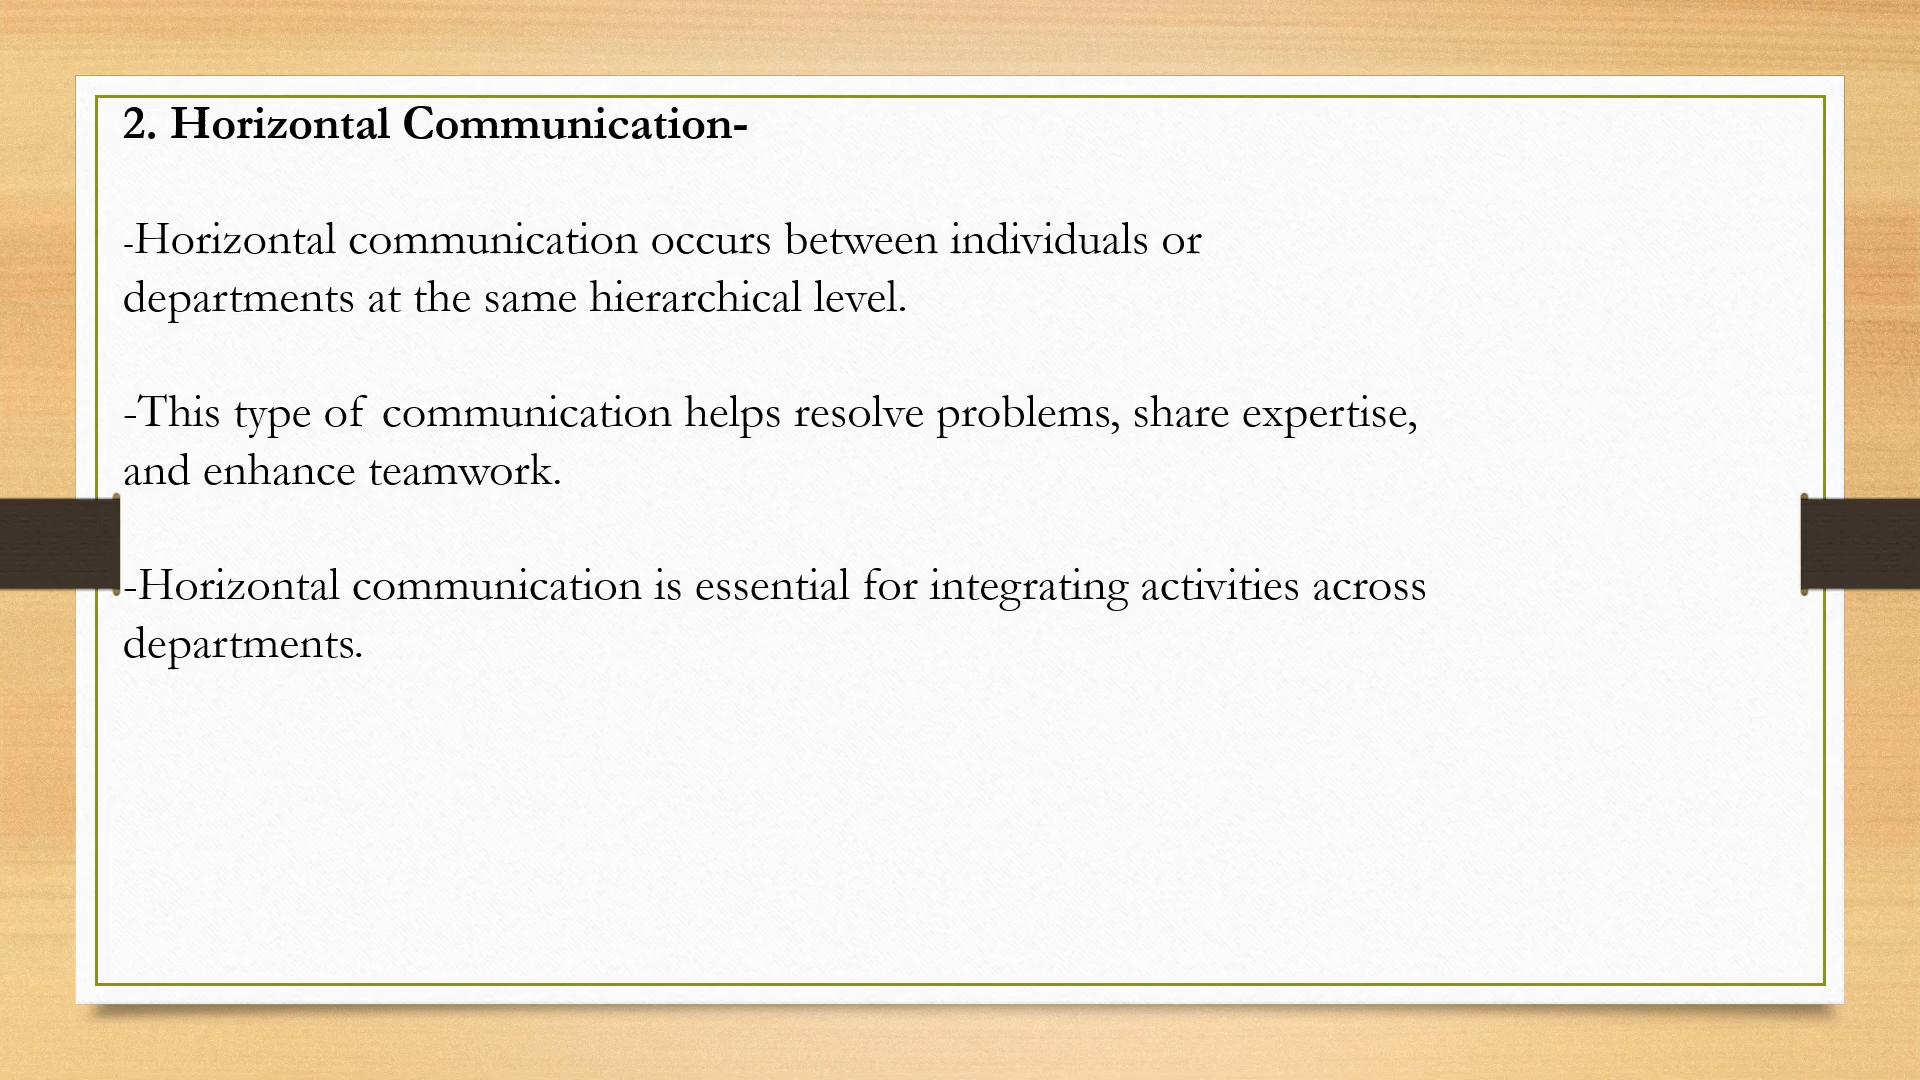 2. Horizontal Communication-
-Horizontal communication occurs between individuals or
departments at the same hierarchical level.
-This type of communication helps resolve problems, share expertise,
and enhance teamwork.
-Horizontal communication is essential for integrating activities across
departments.